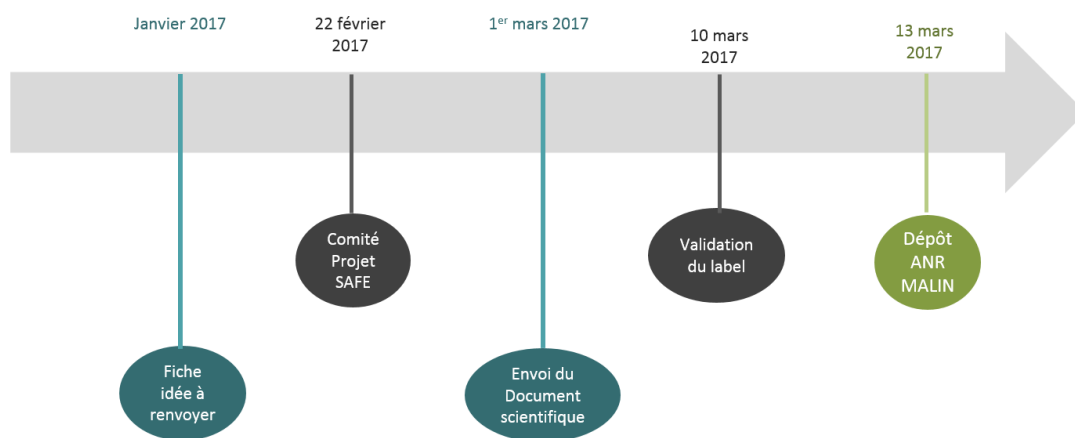 Janvier 2017
22 février
2017
1er mars 2017
10 mars
2017
13 mars
2017
Comité
Projet
SAFE
Validation
du label
Dépôt
ANR
MALIN
Fiche
idée à
renvoyer
Envoi du
Document
scientifique